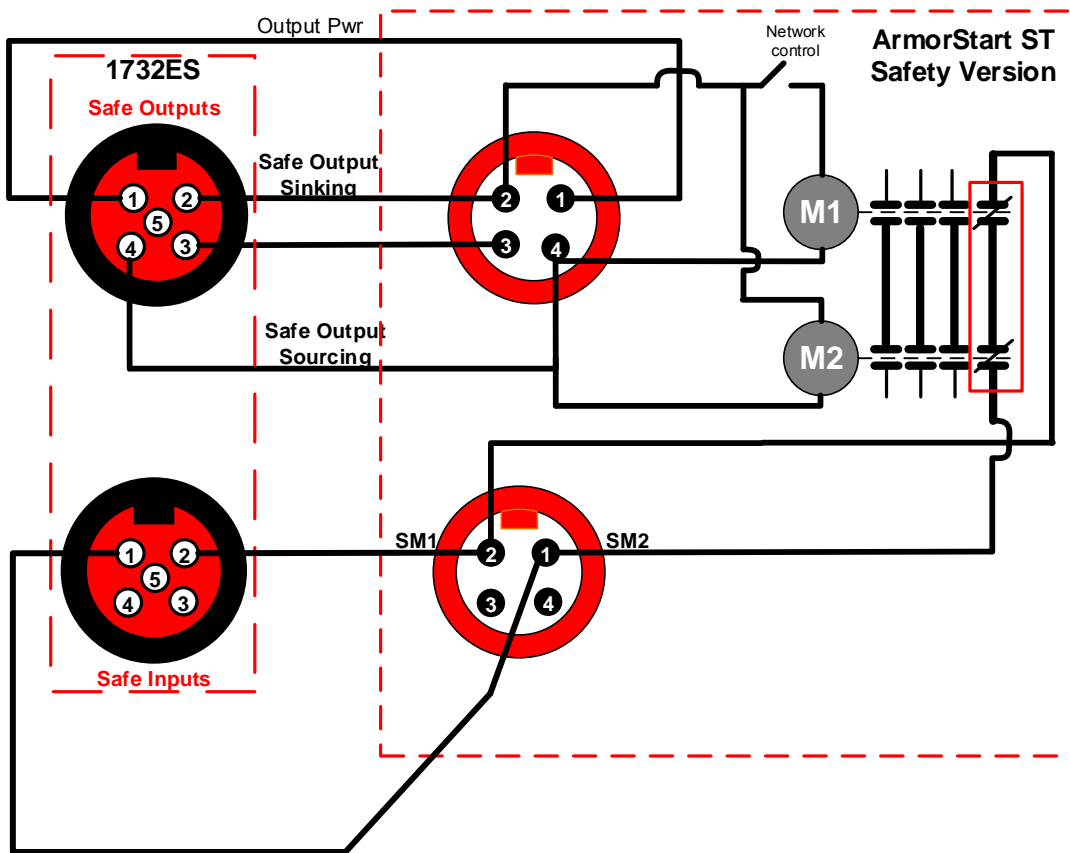 Output Pwr
Network
control
ArmorStart ST
Safety Version
1732ES
Safe Outputs
Safe Output
Sinking
1
2
5
4
3
2
1
3
4
M1
Safe Output
Sourcing
M2
SM1
SM2
1
2
5
4
3
2
1
3
4
Safe Inputs